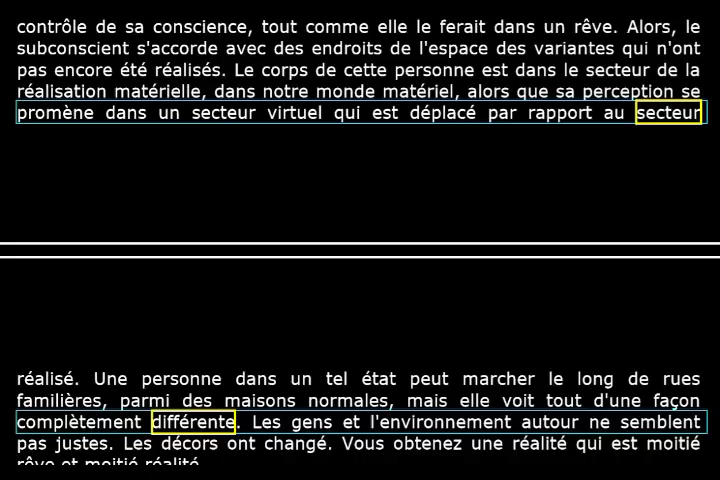 contrôle de sa conscience, tout comme elle le ferait dans un rêve. Alors, le
subconscient s'accorde avec des endroits de l'espace des variantes qui n'ont
pas encore été réalisés. Le corps de cette personne est dans le secteur de la
réalisation matérielle, dans notre monde matériel, alors que sa perception se
promène dans un secteur virtuel qui est déplacé par rapport au secteur
réalisé. Une personne dans un tel état peut marcher le long de rues
familières, parmi des maisons normales, mais elle voit tout d'une façon
complètement différente. Les gens et l'environnement autour ne semblent
pas justes. Les décors ont changé. Vous obtenez une réalité qui est moitié
rêve et moitié réalité